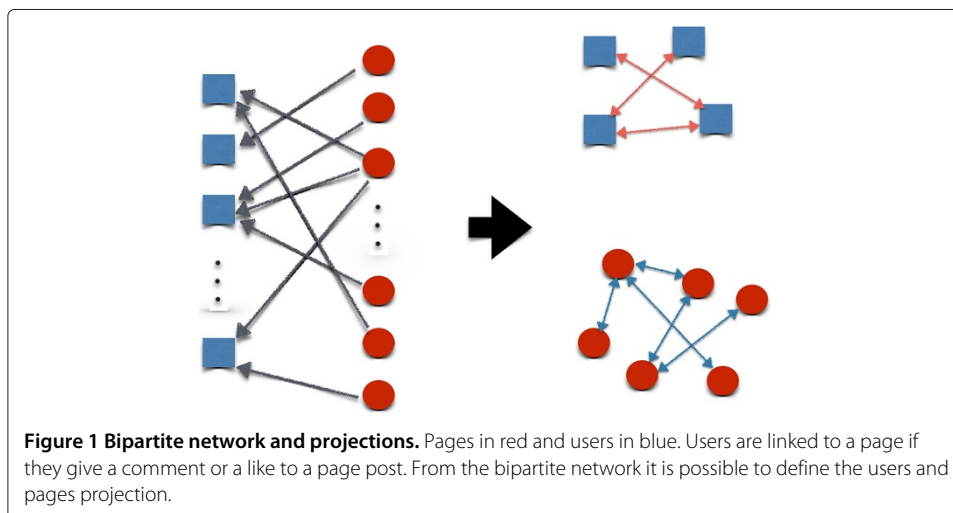 Figure 1 Bipartite network and projections. Pages in red and users in blue. Users are linked to a page if
they give a comment or a like to a page post. From the bipartite network it is possible to define the users and
pages projection.